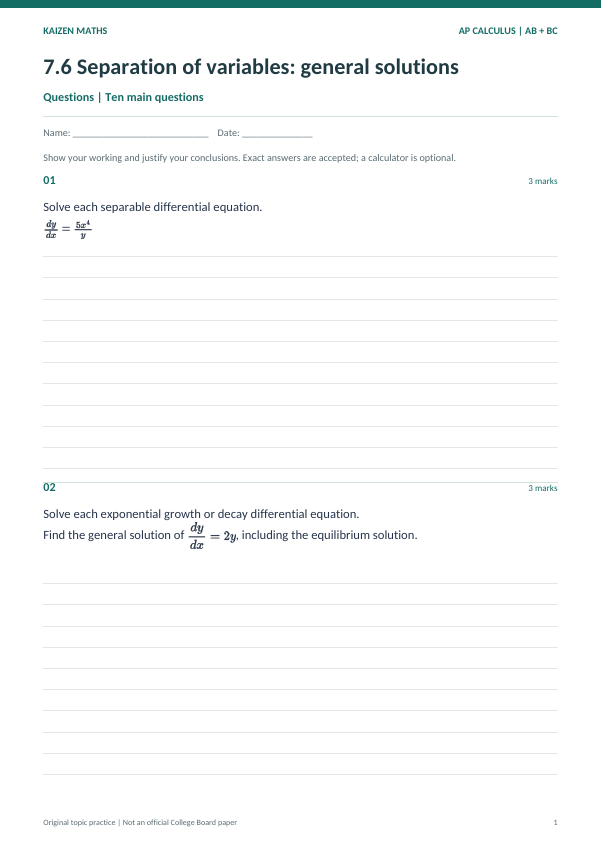 KAIZEN MATHS
AP CALCULUS | AB + BC
7.6 Separation of variables: general solutions
Questions | Ten main questions
Name: ____________________________ Date: ______________
Show your working and justify your conclusions. Exact answers are accepted; a calculator is optional.
01
3 marks
Solve each separable differential equation.
dy/dx = 5x⁴/y
02
3 marks
Solve each exponential growth or decay differential equation.
Find the general solution of dy/dx = 2y, including the equilibrium solution.
Original topic practice | Not an official College Board paper
1